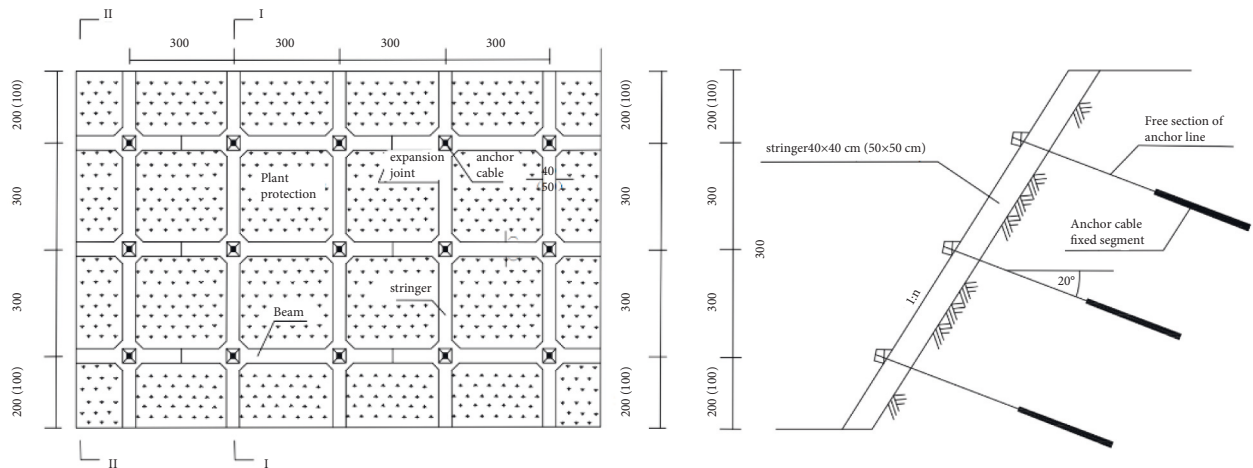 II
I
300
300
300
300
200 (100)
300
300
200 (100)
Plant
protection
expansion
joint
anchor
cable
40
(50)
stringer
Beam
200 (100)
300
300
200 (100)
II
I
300
200 (100)
300
300
200 (100)
stringer40×40 cm (50×50 cm)
Free section of
anchor line
Anchor cable
fixed segment
20°
1:n